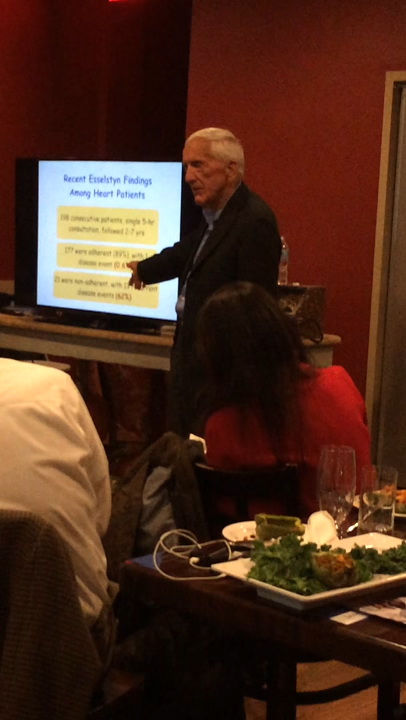 Recent Esselstyn Findings
Among Heart Patients
198 consecutive patients, single 5-hr
consultation, followed 2-7 yrs
177 were adherent (89%), with 1
disease event (0.6%)
21 were non-adherent, with 13
disease events (62%)